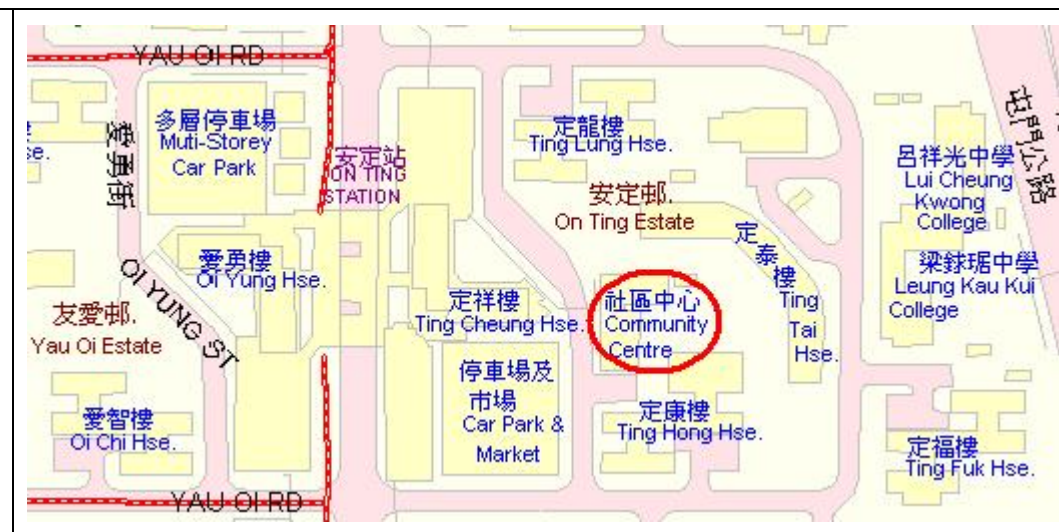 YAU OI RD
多層停車場
Muti-Storey
Car Park
愛勇街
安定站
ON TING
STATION
定龍樓
Ting Lung Hse.
安定邨.
On Ting Estate
呂祥光中學
Lui Cheung
Kwong
College
屯門公路
梁銶琚中學
Leung Kau Kui
College
愛勇樓
Oi Yung Hse.
OI YUNG ST
友愛邨.
Yau Oi Estate
定祥樓
Ting Cheung Hse.
社區中心
Community
Centre
定泰樓
Ting
Tai
Hse.
停車場及
市場
Car Park &
Market
愛智樓
Oi Chi Hse.
定康樓
Ting Hong Hse.
定福樓
Ting Fuk Hse.
YAU OI RD